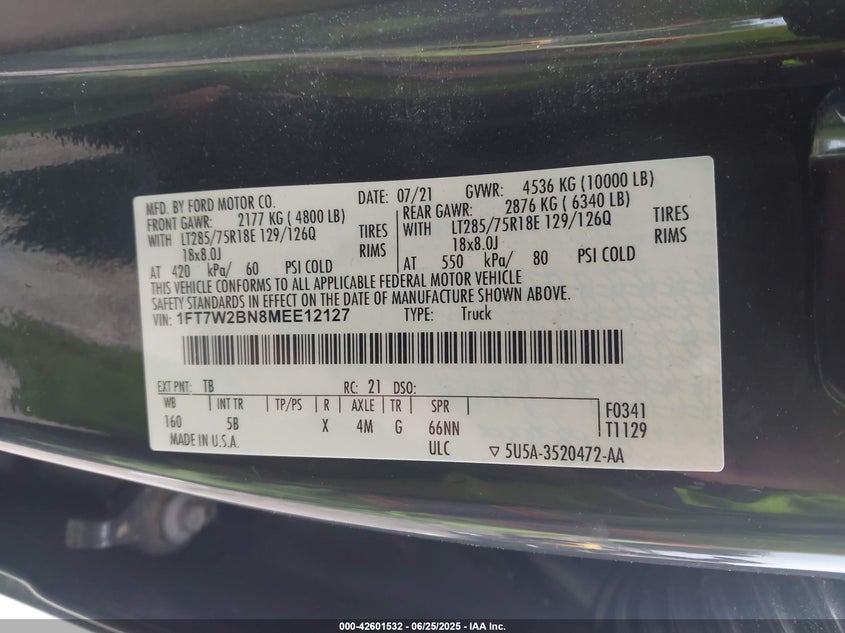 MFD. BY FORD MOTOR CO. DATE: 07/21 GVWR: 4536 KG (10000 LB)
FRONT GAWR: 2177 KG ( 4800 LB) REAR GAWR: 2876 KG ( 6340 LB)
WITH LT285/75R18E 129/126Q TIRES WITH LT285/75R18E 129/126Q TIRES
18x8.0J RIMS 18x8.0J RIMS
AT 420 kPa/ 60 PSI COLD AT 550 kPa/ 80 PSI COLD
THIS VEHICLE CONFORMS TO ALL APPLICABLE FEDERAL MOTOR VEHICLE
SAFETY STANDARDS IN EFFECT ON THE DATE OF MANUFACTURE SHOWN ABOVE.
VIN: 1FT7W2BN8MEE12127 TYPE: Truck
EXT PNT: TB RC: 21 DSO:
WB INT TR TP/PS R AXLE TR SPR F0341
160 5B X 4M G 66NN T1129
MADE IN U.S.A. ULC ▽ 5U5A-3520472-AA
000-42601532 / 06/25/2025 - IAA Inc.